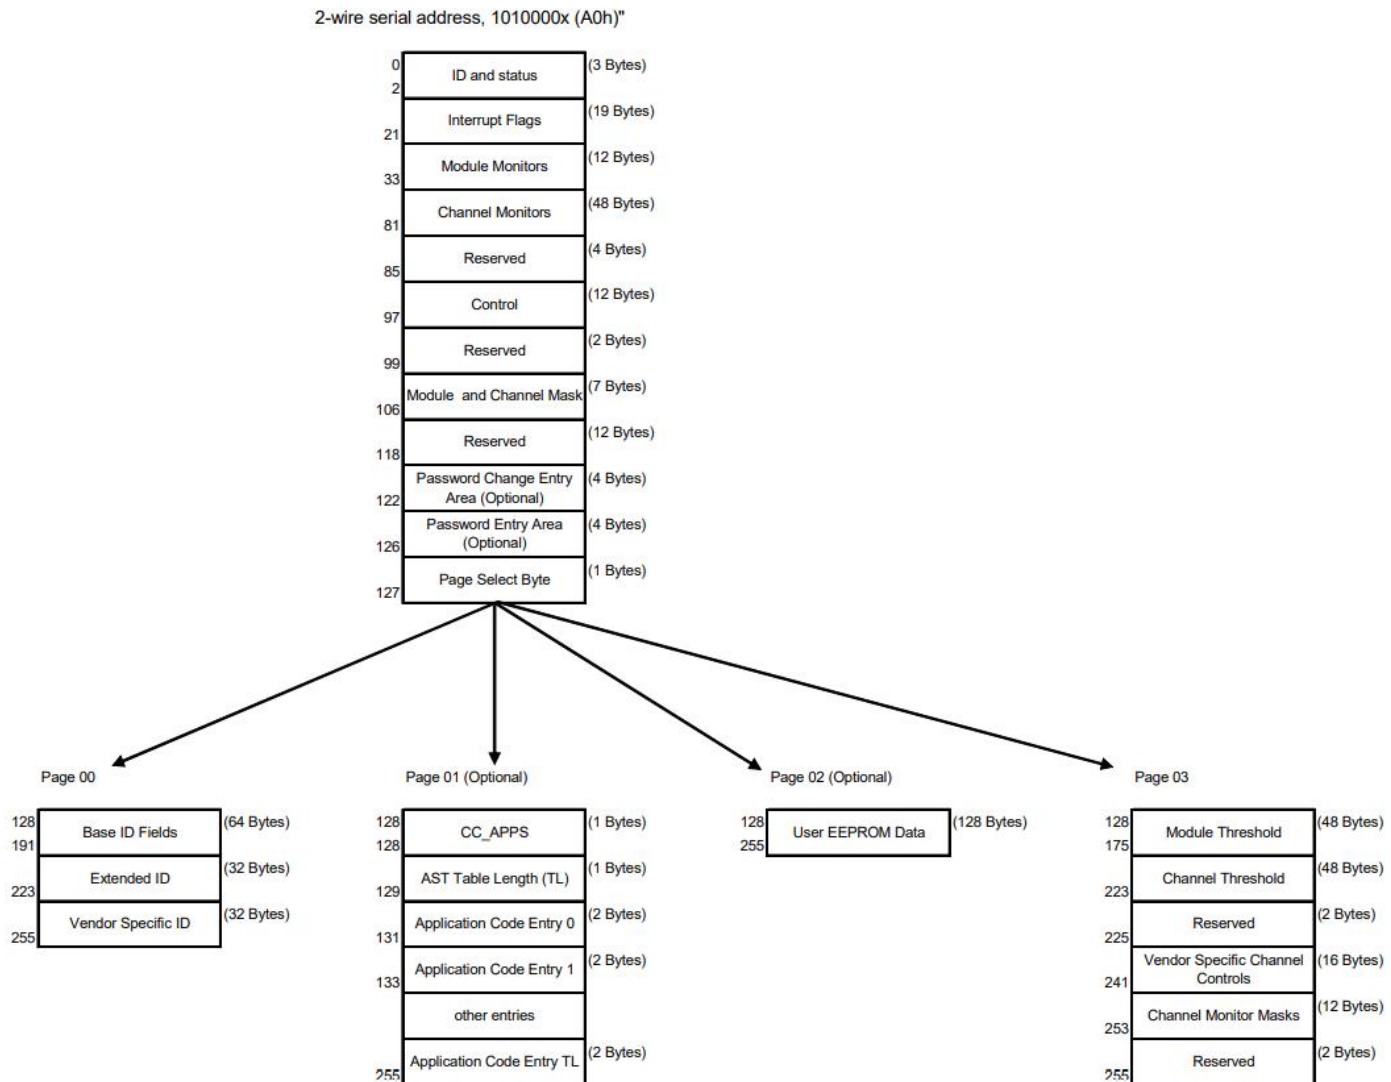 2-wire serial address, 1010000x (A0h)"
0 ID and status (3 Bytes)
2
Interrupt Flags (19 Bytes)
21
Module Monitors (12 Bytes)
33
Channel Monitors (48 Bytes)
81
Reserved (4 Bytes)
85
Control (12 Bytes)
97
Reserved (2 Bytes)
99
Module and Channel Mask (7 Bytes)
106
Reserved (12 Bytes)
118
Password Change Entry (4 Bytes)
Area (Optional)
122
Password Entry Area (4 Bytes)
(Optional)
126
Page Select Byte (1 Bytes)
127
Page 00
128 Base ID Fields (64 Bytes)
191
Extended ID (32 Bytes)
223
Vendor Specific ID (32 Bytes)
255
Page 01 (Optional)
128 CC_APPS (1 Bytes)
128
AST Table Length (TL) (1 Bytes)
129
Application Code Entry 0 (2 Bytes)
131
Application Code Entry 1 (2 Bytes)
133
other entries
Application Code Entry TL (2 Bytes)
255
Page 02 (Optional)
128 User EEPROM Data (128 Bytes)
255
Page 03
128 Module Threshold (48 Bytes)
175
Channel Threshold (48 Bytes)
223
Reserved (2 Bytes)
225
Vendor Specific Channel (16 Bytes)
Controls
241
Channel Monitor Masks (12 Bytes)
253
Reserved (2 Bytes)
255